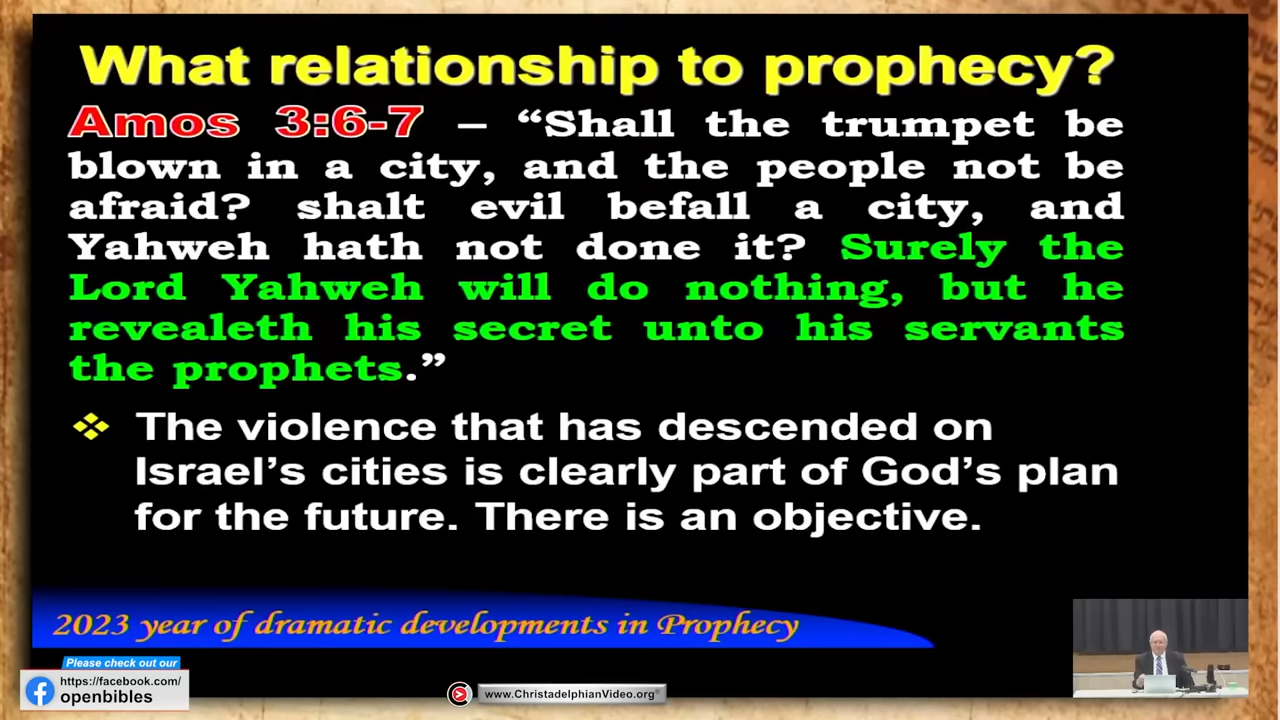 What relationship to prophecy?
Amos 3:6-7 – “Shall the trumpet be
blown in a city, and the people not be
afraid? shalt evil befall a city, and
Yahweh hath not done it? Surely the
Lord Yahweh will do nothing, but he
revealeth his secret unto his servants
the prophets.”
❖ The violence that has descended on
Israel’s cities is clearly part of God’s plan
for the future. There is an objective.
2023 year of dramatic developments in Prophecy
Please check out our
https://facebook.com/
openbibles
www.ChristadelphianVideo.org